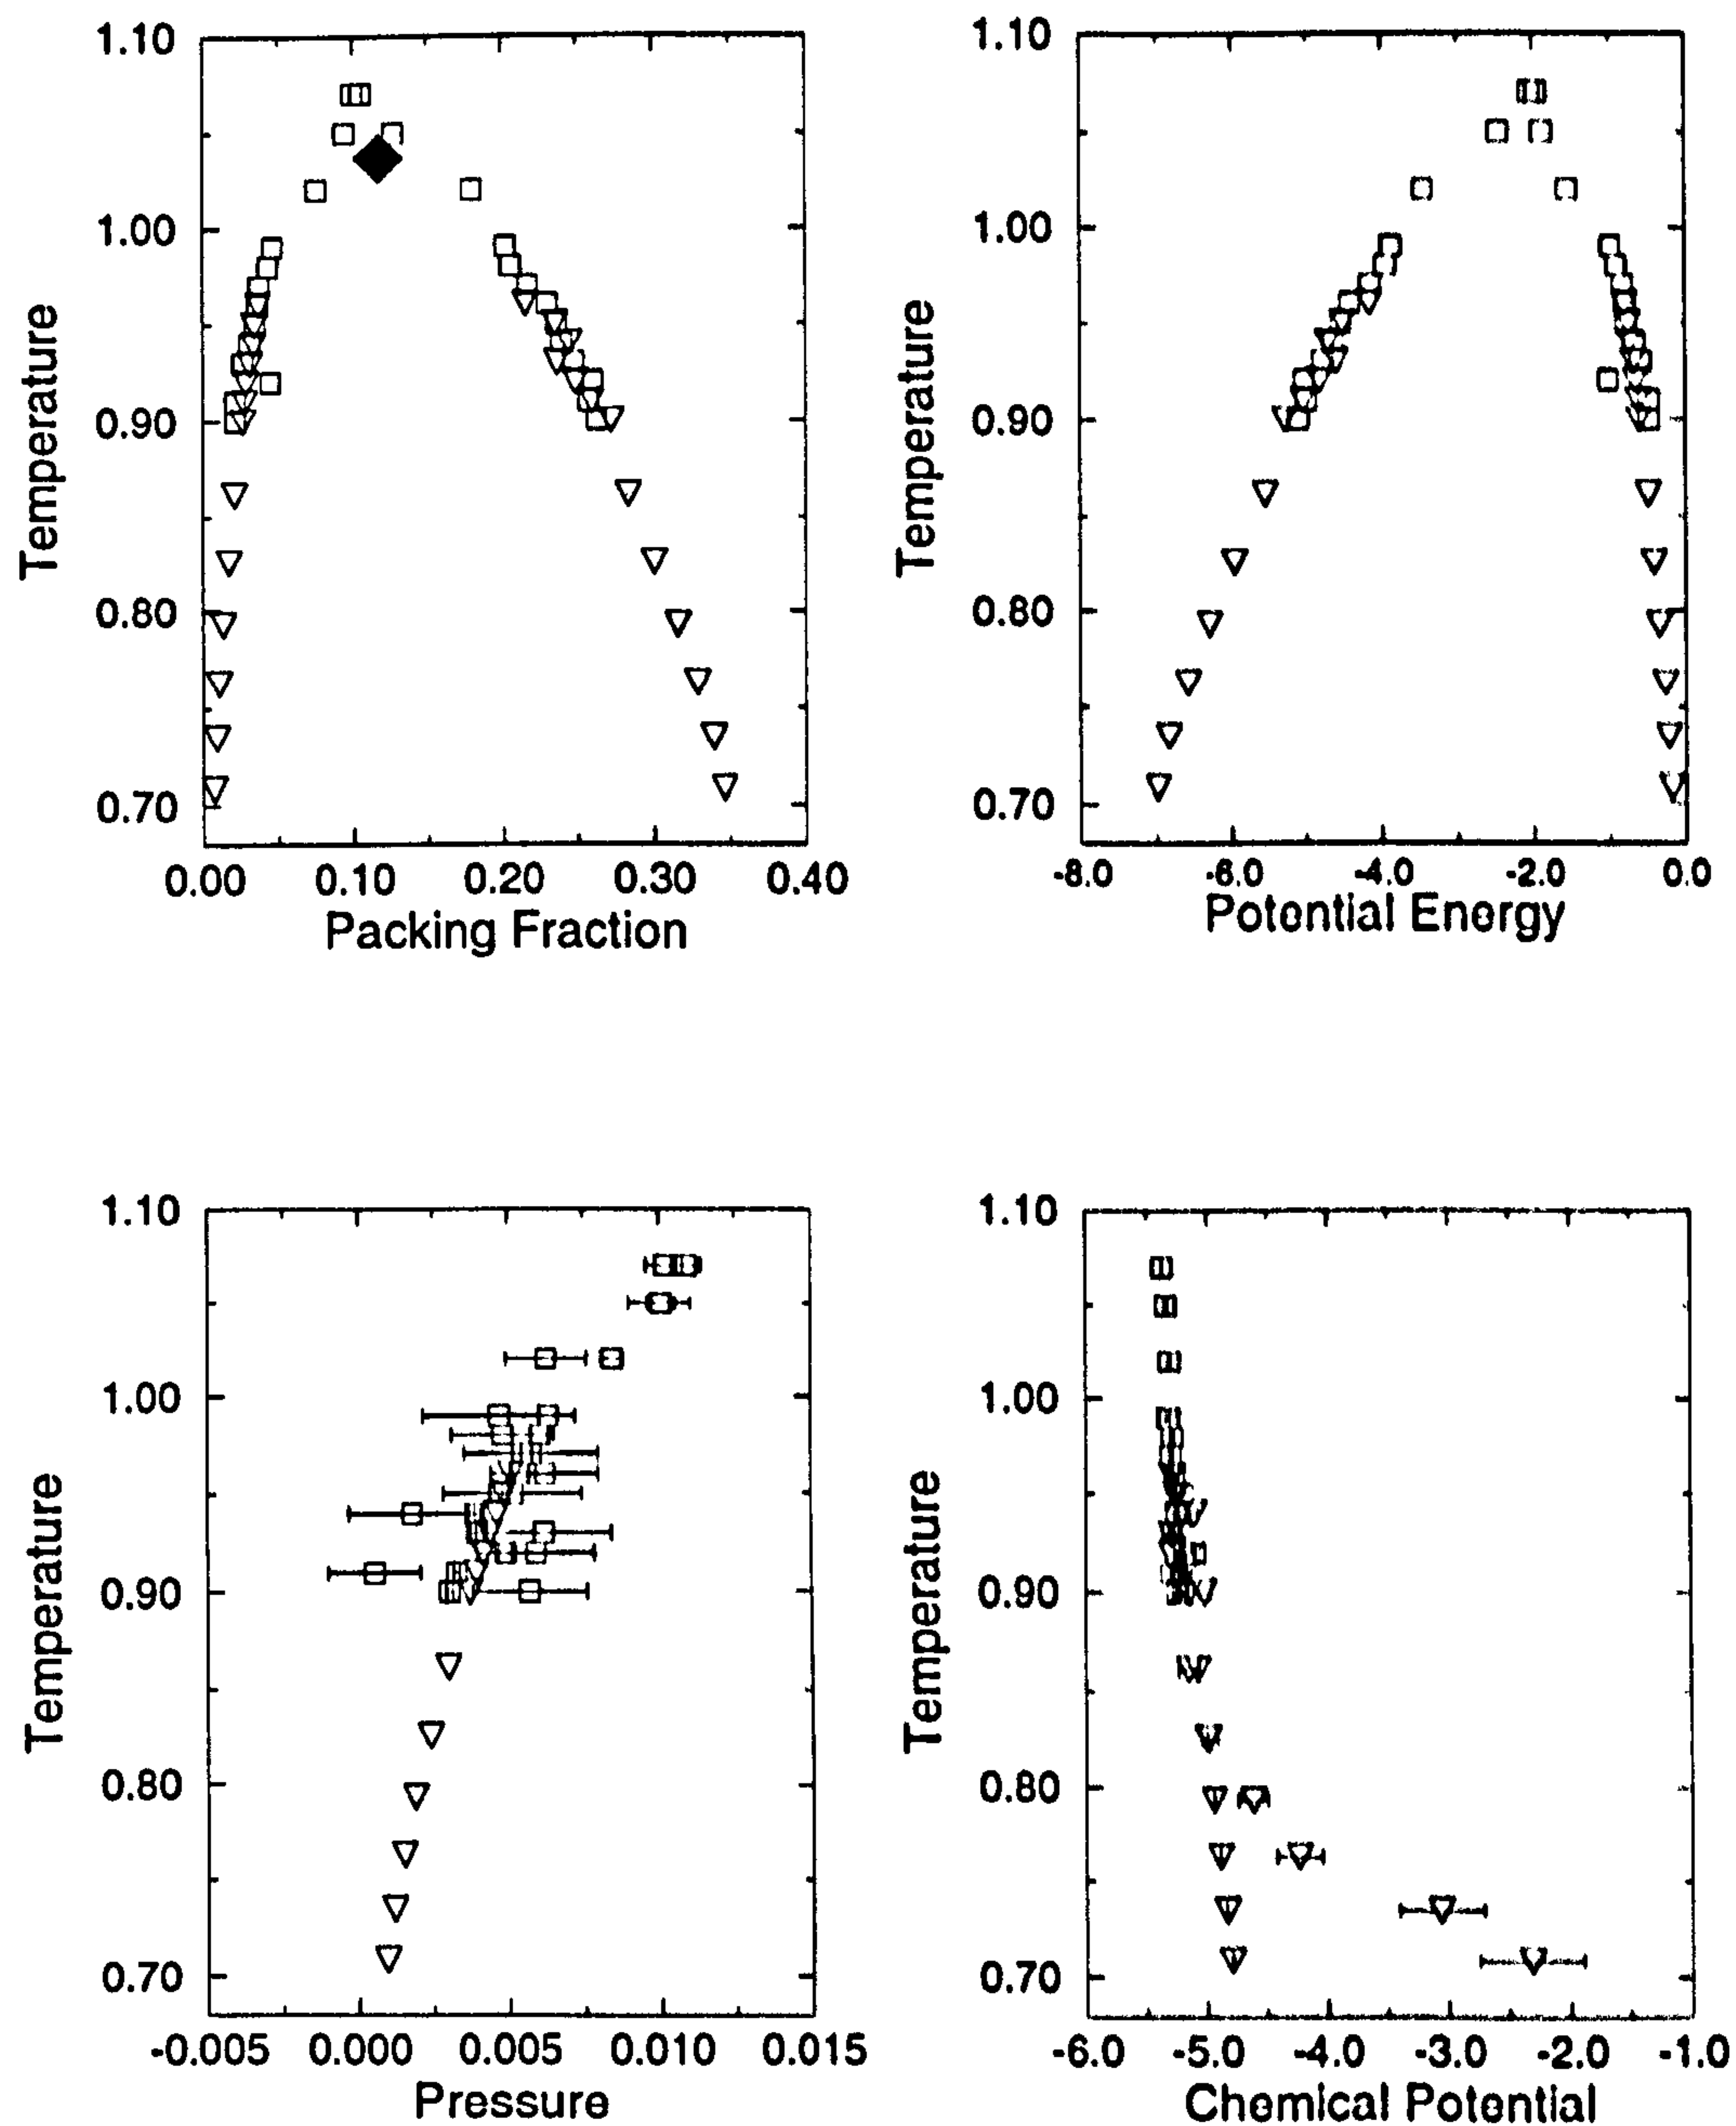 1.10
1.00
0.90
0.80
0.70
Temperature
0.00 0.10 0.20 0.30 0.40
Packing Fraction
1.10
1.00
0.90
0.80
0.70
Temperature
-8.0 -6.0 -4.0 -2.0 0.0
Potential Energy
1.10
1.00
0.90
0.80
0.70
Temperature
-0.005 0.000 0.005 0.010 0.015
Pressure
1.10
1.00
0.90
0.80
0.70
Temperature
-6.0 -5.0 -4.0 -3.0 -2.0 -1.0
Chemical Potential